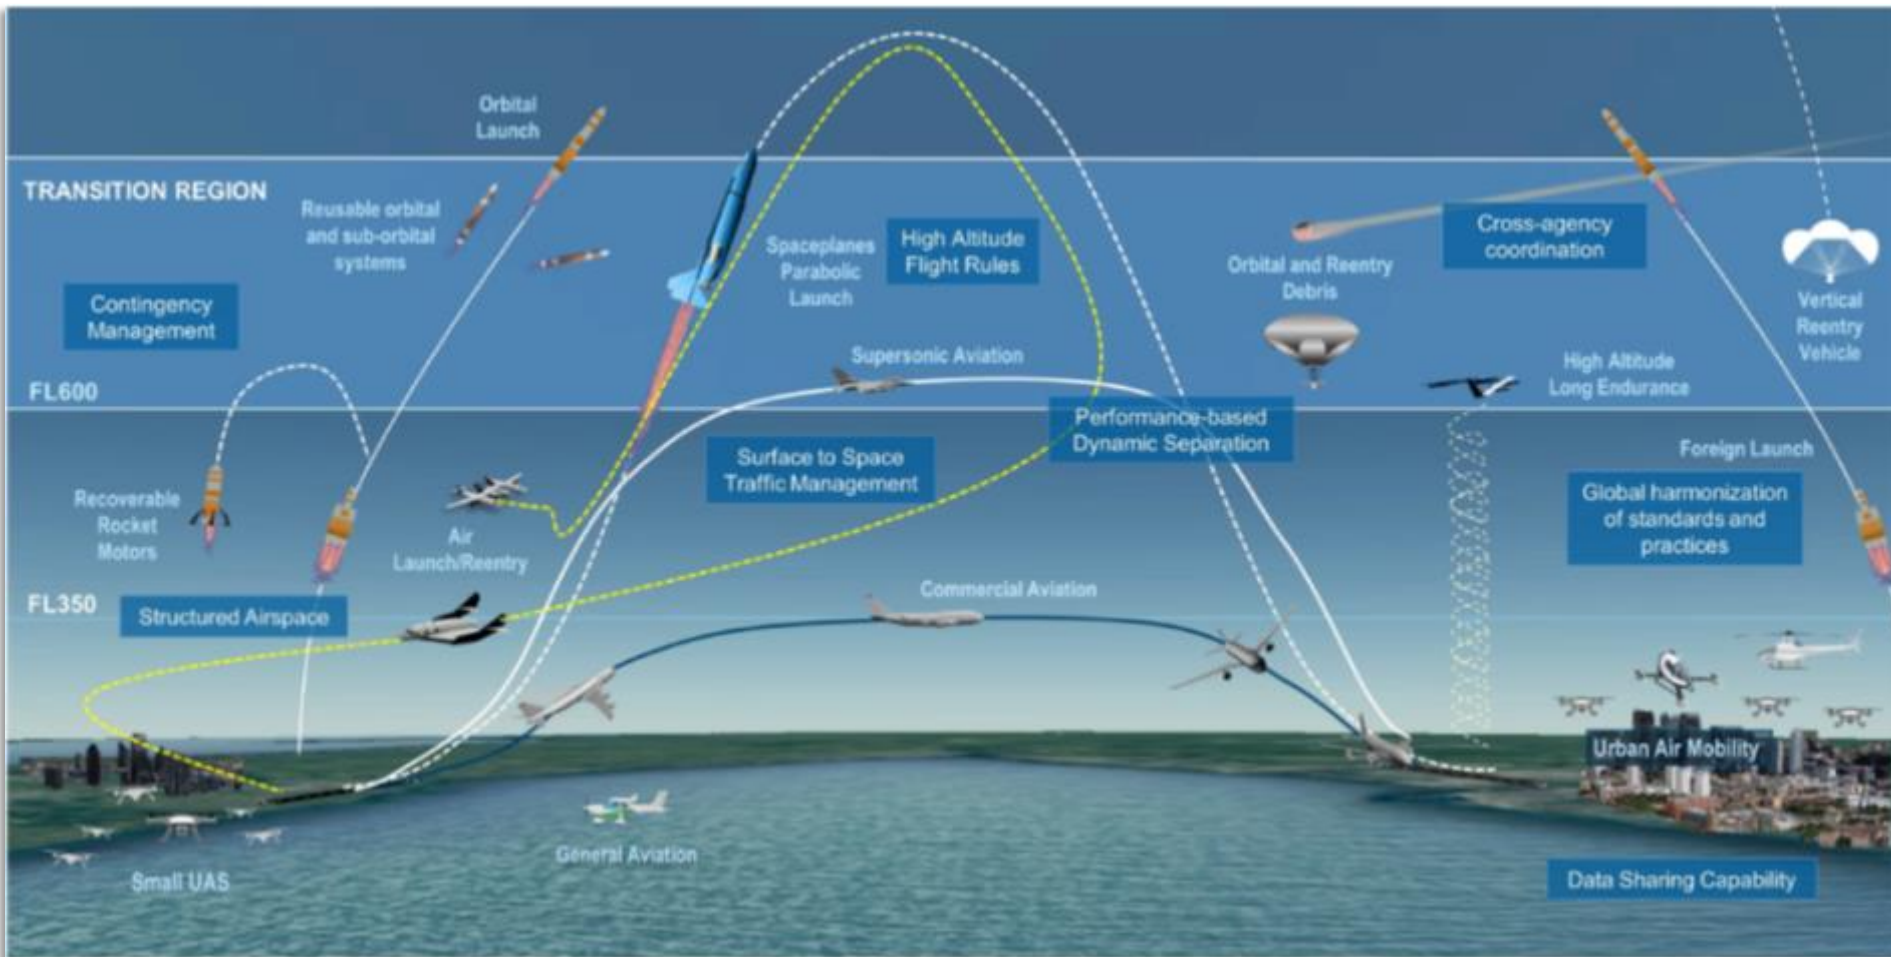 Orbital
Launch
TRANSITION REGION
Reusable orbital
and sub-orbital
systems
Spaceplanes
Parabolic
Launch
High Altitude
Flight Rules
Cross-agency
coordination
Orbital and Reentry
Debris
Vertical
Reentry
Vehicle
Contingency
Management
Supersonic Aviation
High Altitude
Long Endurance
FL600
Performance-based
Dynamic Separation
Surface to Space
Traffic Management
Foreign Launch
Global harmonization
of standards and
practices
Recoverable
Rocket
Motors
Air
Launch/Reentry
FL350
Structured Airspace
Commercial Aviation
Urban Air Mobility
General Aviation
Small UAS
Data Sharing Capability